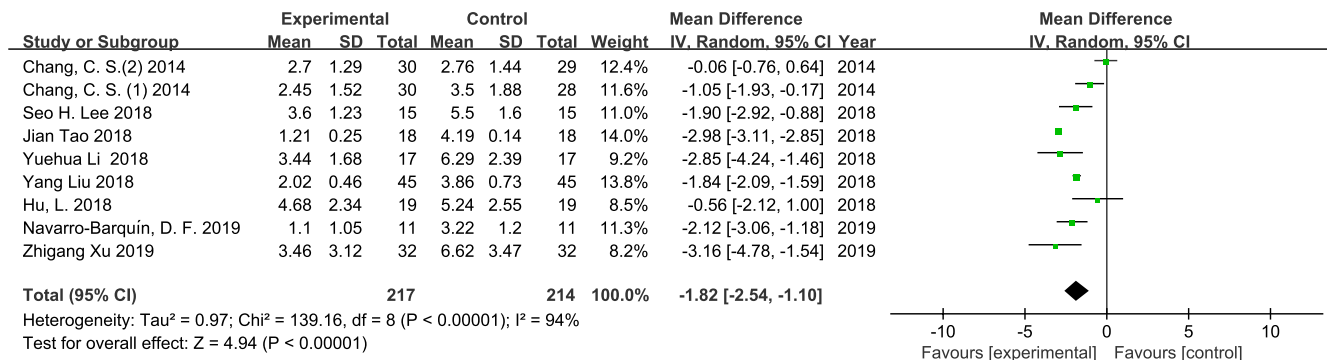 Experimental Control Mean Difference Mean Difference
Study or Subgroup Mean SD Total Mean SD Total Weight IV, Random, 95% CI Year IV, Random, 95% CI
Chang, C. S.(2) 2014 2.7 1.29 30 2.76 1.44 29 12.4% -0.06 [-0.76, 0.64] 2014
Chang, C. S. (1) 2014 2.45 1.52 30 3.5 1.88 28 11.6% -1.05 [-1.93, -0.17] 2014
Seo H. Lee 2018 3.6 1.23 15 5.5 1.6 15 11.0% -1.90 [-2.92, -0.88] 2018
Jian Tao 2018 1.21 0.25 18 4.19 0.14 18 14.0% -2.98 [-3.11, -2.85] 2018
Yuehua Li 2018 3.44 1.68 17 6.29 2.39 17 9.2% -2.85 [-4.24, -1.46] 2018
Yang Liu 2018 2.02 0.46 45 3.86 0.73 45 13.8% -1.84 [-2.09, -1.59] 2018
Hu, L. 2018 4.68 2.34 19 5.24 2.55 19 8.5% -0.56 [-2.12, 1.00] 2018
Navarro-Barquín, D. F. 2019 1.1 1.05 11 3.22 1.2 11 11.3% -2.12 [-3.06, -1.18] 2019
Zhigang Xu 2019 3.46 3.12 32 6.62 3.47 32 8.2% -3.16 [-4.78, -1.54] 2019
Total (95% CI) 217 214 100.0% -1.82 [-2.54, -1.10]
Heterogeneity: Tau² = 0.97; Chi² = 139.16, df = 8 (P < 0.00001); I² = 94%
Test for overall effect: Z = 4.94 (P < 0.00001)
-10 -5 0 5 10
Favours [experimental] Favours [control]